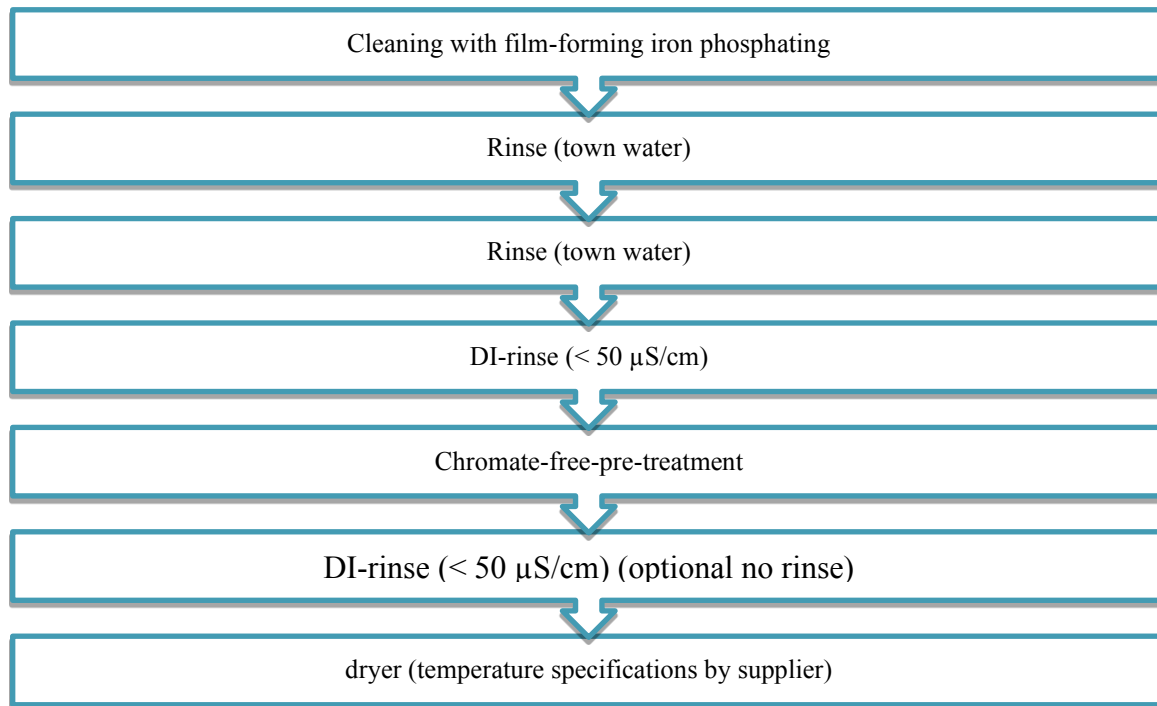 Cleaning with film-forming iron phosphating
Rinse (town water)
Rinse (town water)
DI-rinse (< 50 µS/cm)
Chromate-free-pre-treatment
DI-rinse (< 50 µS/cm) (optional no rinse)
dryer (temperature specifications by supplier)